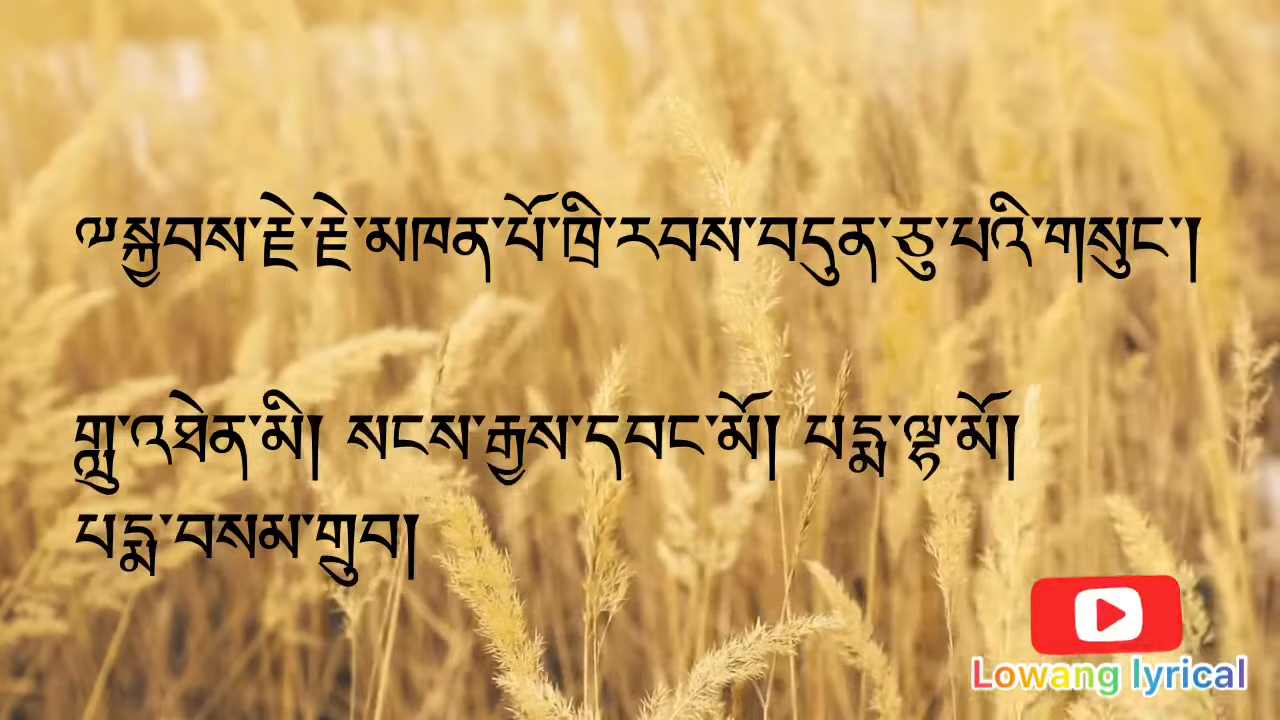 ༸སྐྱབས་རྗེ་རྗེ་མཁན་པོ་ཁྲི་རབས་བདུན་ཅུ་པའི་གསུང་།
གླུ་འཐེན་མི། སངས་རྒྱས་དབང་མོ། པདྨ་ལྷ་མོ།
པདྨ་བསམ་གྲུབ།
Lowang lyrical